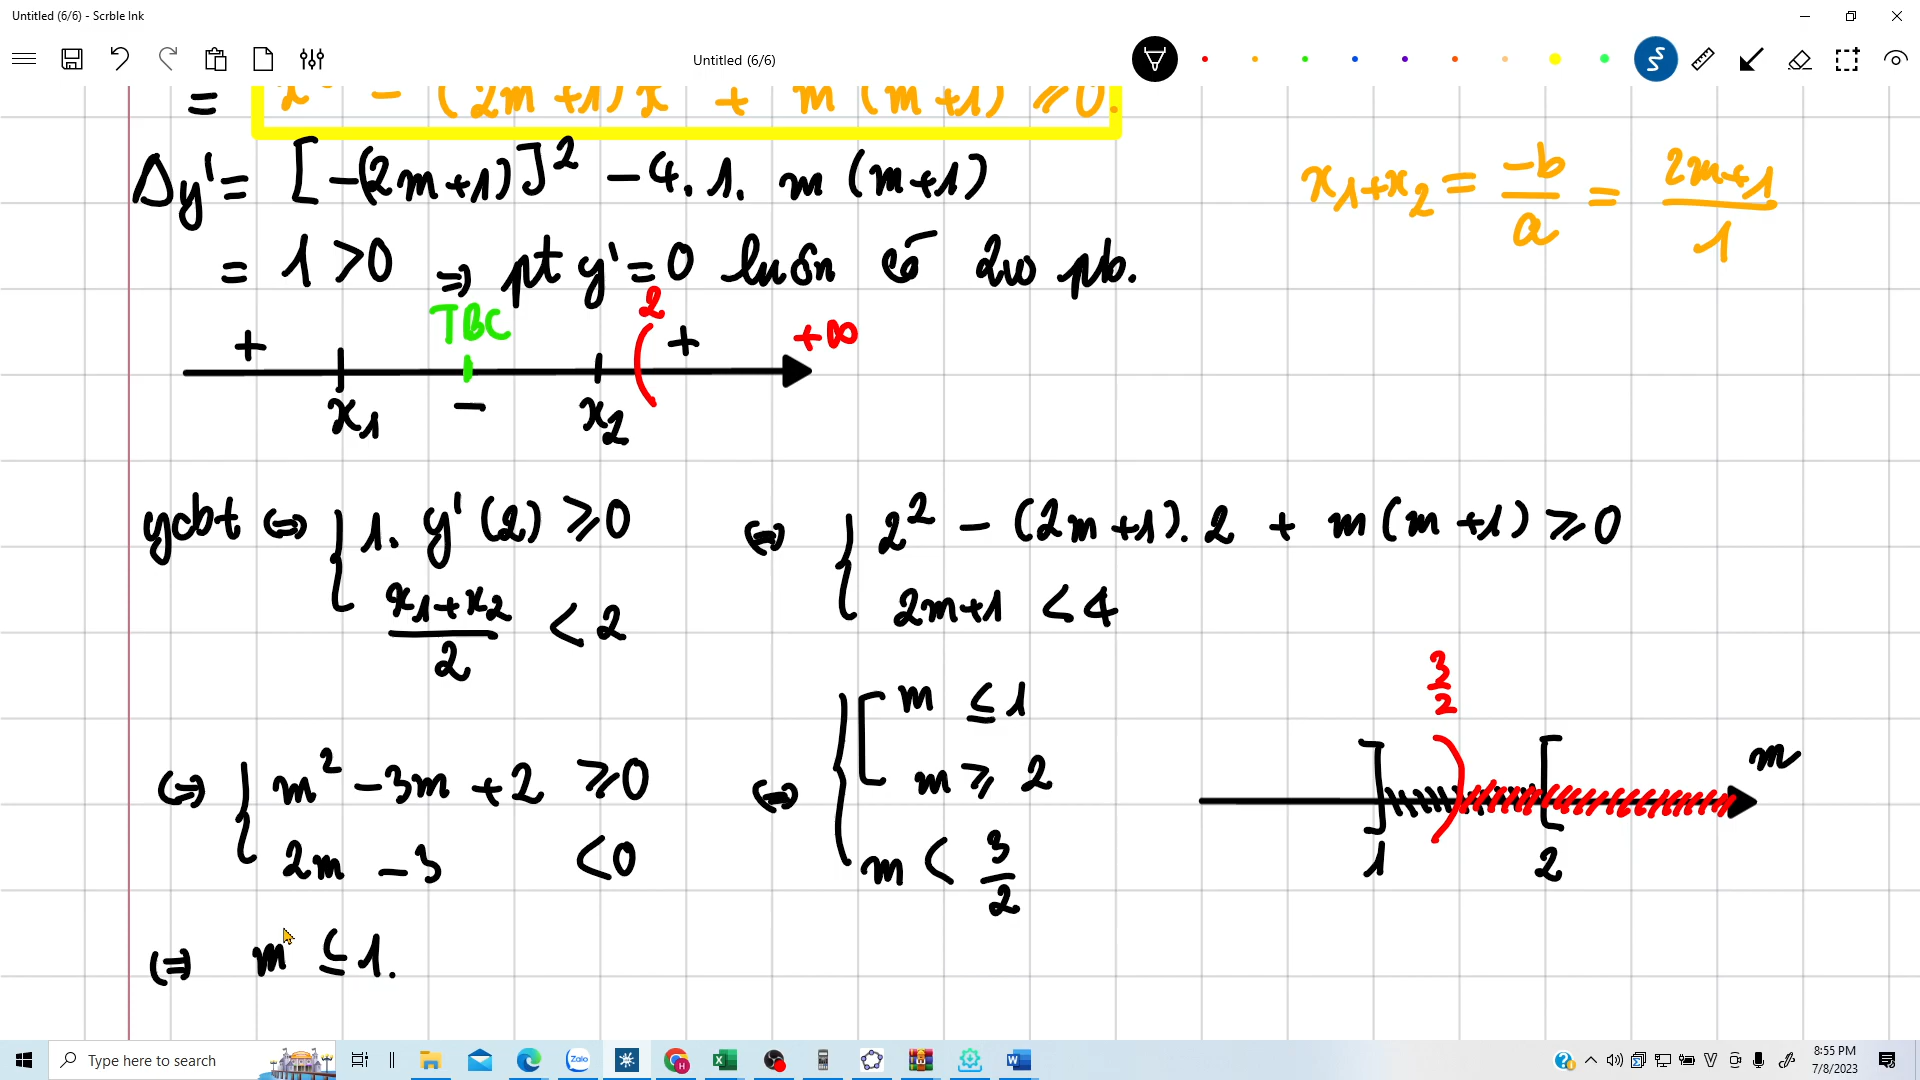 Untitled (6/6) - Scrble Ink
Untitled (6/6)
= x² - (2m+1)x + m(m+1) ⩾ 0.
Δy' = [-(2m+1)]² - 4.1. m(m+1)
x₁+x₂ = -b/a = 2m+1/1
= 1 > 0 ⇒ pt y' = 0 luôn có 2no pb.
TBC 2
+ + +∞
x₁ - x₂
ycbt ⇔ { 1. y'(2) ⩾ 0 ⇔ { 2² - (2m+1).2 + m(m+1) ⩾ 0
x₁+x₂/2 < 2 2m+1 < 4
⇔ { m² - 3m + 2 ⩾ 0 ⇔ { [ m ≤ 1
m ⩾ 2
2m - 3 < 0 m < 3/2
3/2
] ) [ m
1 2
⇔ m ≤ 1.
Type here to search
Zalo
8:55 PM
7/8/2023